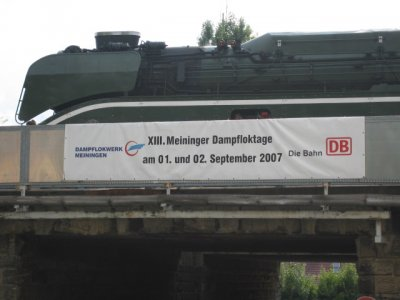 XIII. Meininger Dampfloktage
am 01. und 02. September 2007
DAMPFLOKWERK
MEININGEN
Die Bahn DB